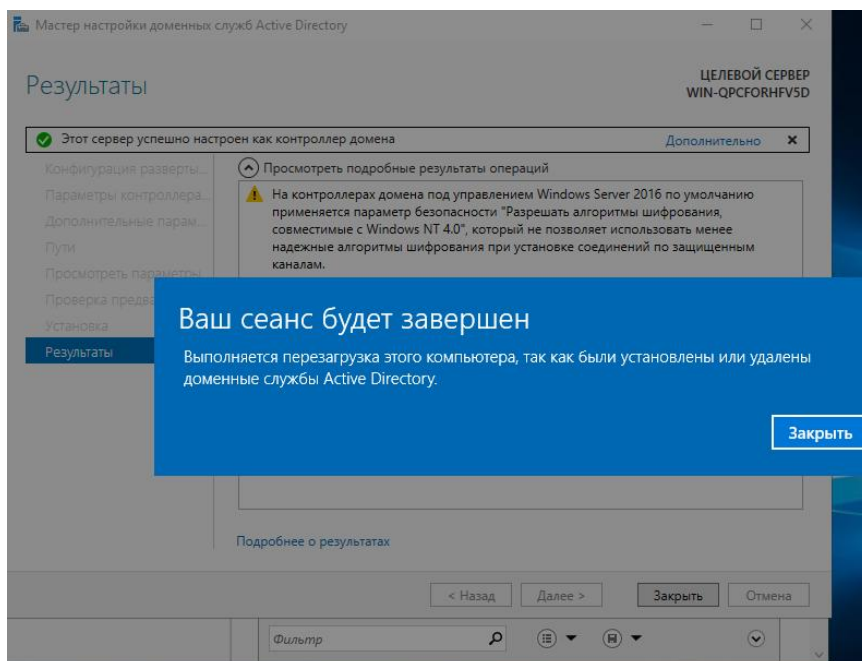 Мастер настройки доменных служб Active Directory
Результаты
ЦЕЛЕВОЙ СЕРВЕР
WIN-QPCFORHFV5D
Этот сервер успешно настроен как контроллер домена
Дополнительно
Конфигурация разверты...
Параметры контроллера...
Дополнительные парам...
Пути
Просмотреть параметры
Проверка предва
Установка
Результаты
Просмотреть подробные результаты операций
На контроллерах домена под управлением Windows Server 2016 по умолчанию
применяется параметр безопасности "Разрешать алгоритмы шифрования,
совместимые с Windows NT 4.0", который не позволяет использовать менее
надежные алгоритмы шифрования при установке соединений по защищенным
каналам.
Ваш сеанс будет завершен
Выполняется перезагрузка этого компьютера, так как были установлены или удалены
доменные службы Active Directory.
Закрыть
Подробнее о результатах
< Назад
Далее >
Закрыть
Отмена
Фильтр